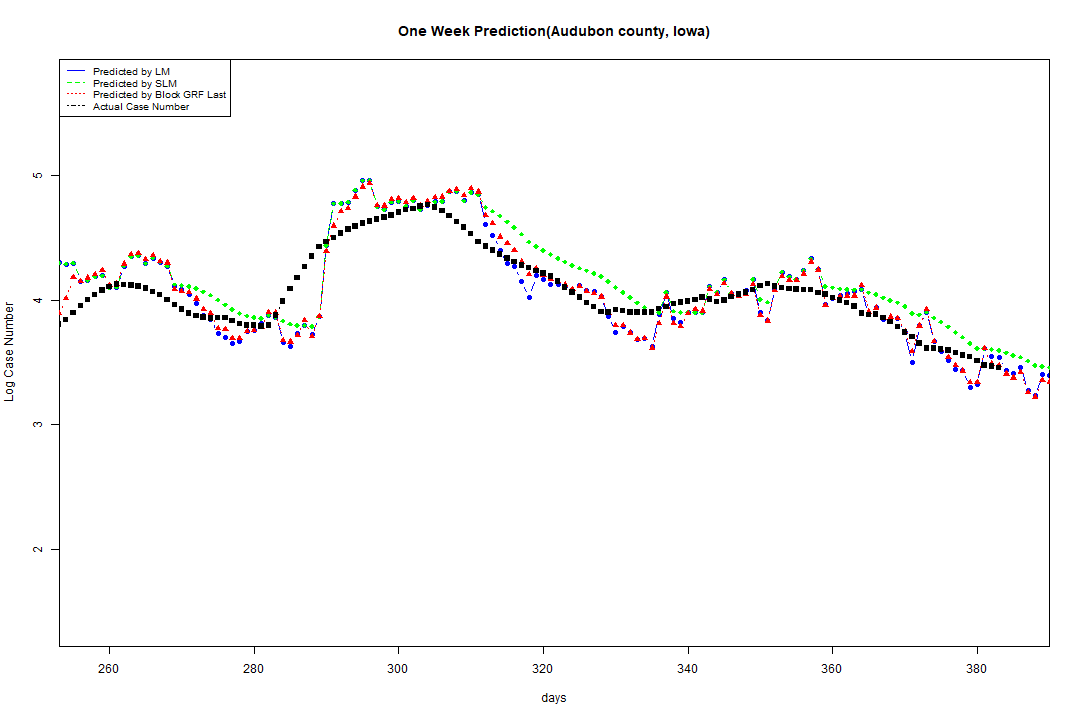 One Week Prediction(Audubon county, Iowa)
Predicted by LM
Predicted by SLM
Predicted by Block GRF Last
Actual Case Number
5
4
3
2
Log Case Number
260 280 300 320 340 360 380
days